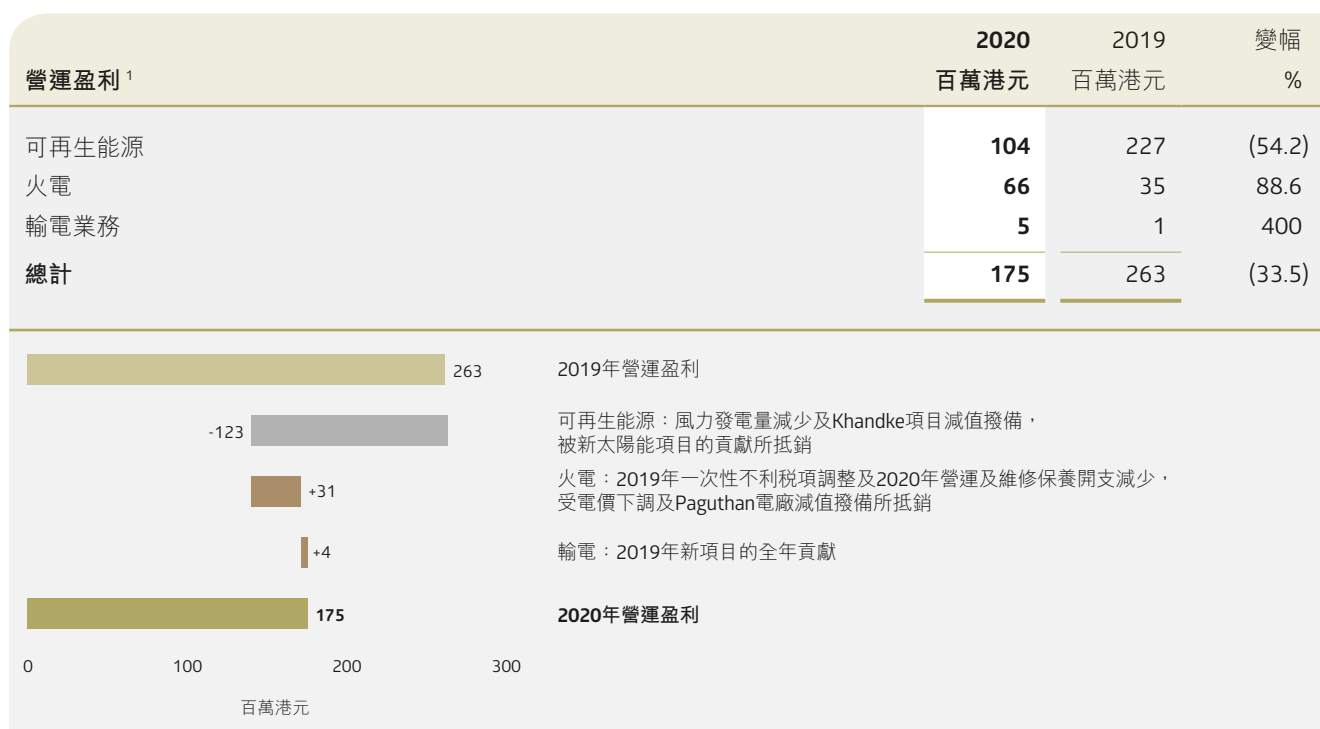 2020 2019 變幅
營運盈利 1 百萬港元 百萬港元 %
可再生能源 104 227 (54.2)
火電 66 35 88.6
輸電業務 5 1 400
總計 175 263 (33.5)
263 2019年營運盈利
-123 可再生能源：風力發電量減少及Khandke項目減值撥備，
被新太陽能項目的貢獻所抵銷
+31 火電：2019年一次性不利稅項調整及2020年營運及維修保養開支減少，
受電價下調及Paguthan電廠減值撥備所抵銷
+4 輸電：2019年新項目的全年貢獻
175 2020年營運盈利
0 100 200 300
百萬港元